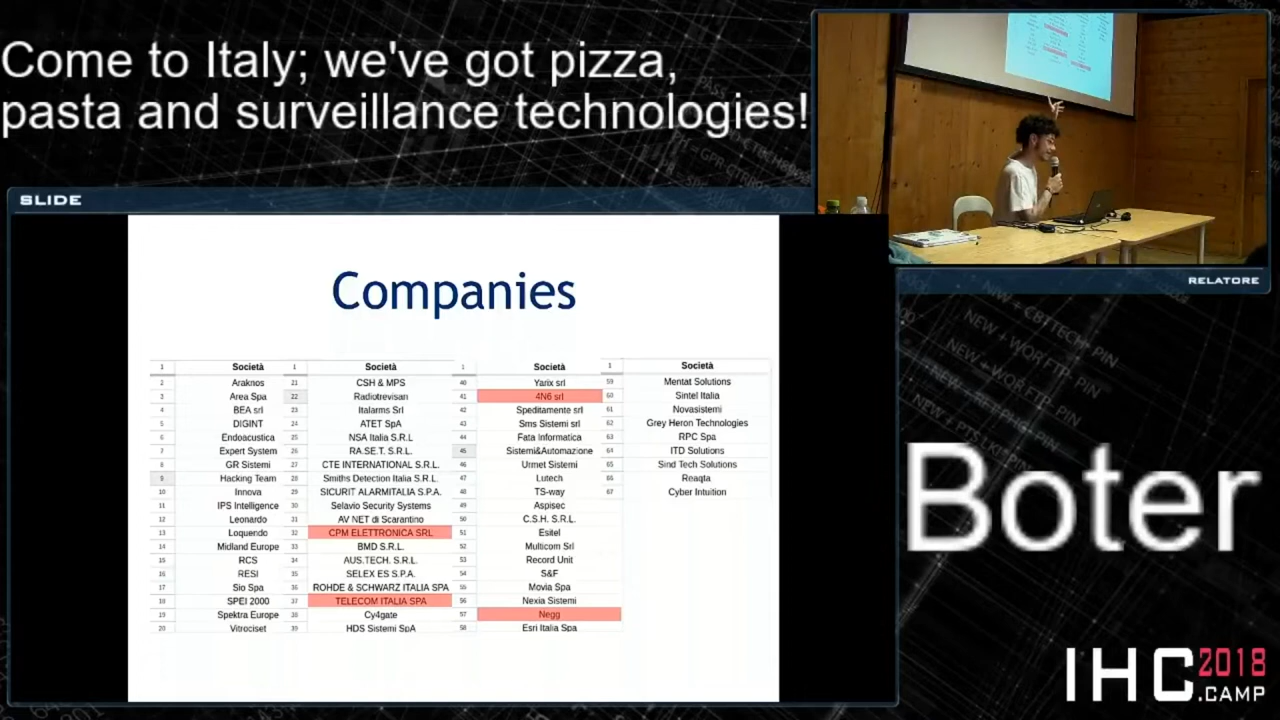 Come to Italy; we've got pizza,
pasta and surveillance technologies!
SLIDE
RELATORE
Companies
1 Società
2 Araknos
3 Area Spa
4 BEA srl
5 DIGINT
6 Endoacustica
7 Expert System
8 GR Sistemi
9 Hacking Team
10 Innova
11 IPS Intelligence
12 Leonardo
13 Loquendo
14 Midland Europe
15 RCS
16 RESI
17 Sio Spa
18 SPEI 2000
19 Spektra Europe
20 Vitrociset
1 Società
21 CSH & MPS
22 Radiotrevisan
23 Italarms Srl
24 ATET SpA
25 NSA Italia S.R.L
26 RA.SE.T. S.R.L.
27 CTE INTERNATIONAL S.R.L.
28 Smiths Detection Italia S.R.L.
29 SICURIT ALARMITALIA S.P.A.
30 Selavio Security Systems
31 AV NET di Scarantino
32 CPM ELETTRONICA SRL
33 BMD S.R.L.
34 AUS.TECH. S.R.L.
35 SELEX ES S.P.A.
36 ROHDE & SCHWARZ ITALIA SPA
37 TELECOM ITALIA SPA
38 Cy4gate
39 HDS Sistemi SpA
1 Società
40 Yarix srl
41 4N6 srl
42 Speditamente srl
43 Sms Sistemi srl
44 Fata Informatica
45 Sistemi&Automazione
46 Urmet Sistemi
47 Lutech
48 TS-way
49 Aspisec
50 C.S.H. S.R.L.
51 Esitel
52 Multicom Srl
53 Record Unit
54 S&F
55 Movia Spa
56 Nexia Sistemi
57 Negg
58 Esri Italia Spa
1 Società
59 Mentat Solutions
60 Sintel Italia
61 Novasistemi
62 Grey Heron Technologies
63 RPC Spa
64 ITD Solutions
65 Sind Tech Solutions
66 Reaqta
67 Cyber Intuition
Boter
IHC 2018
.CAMP